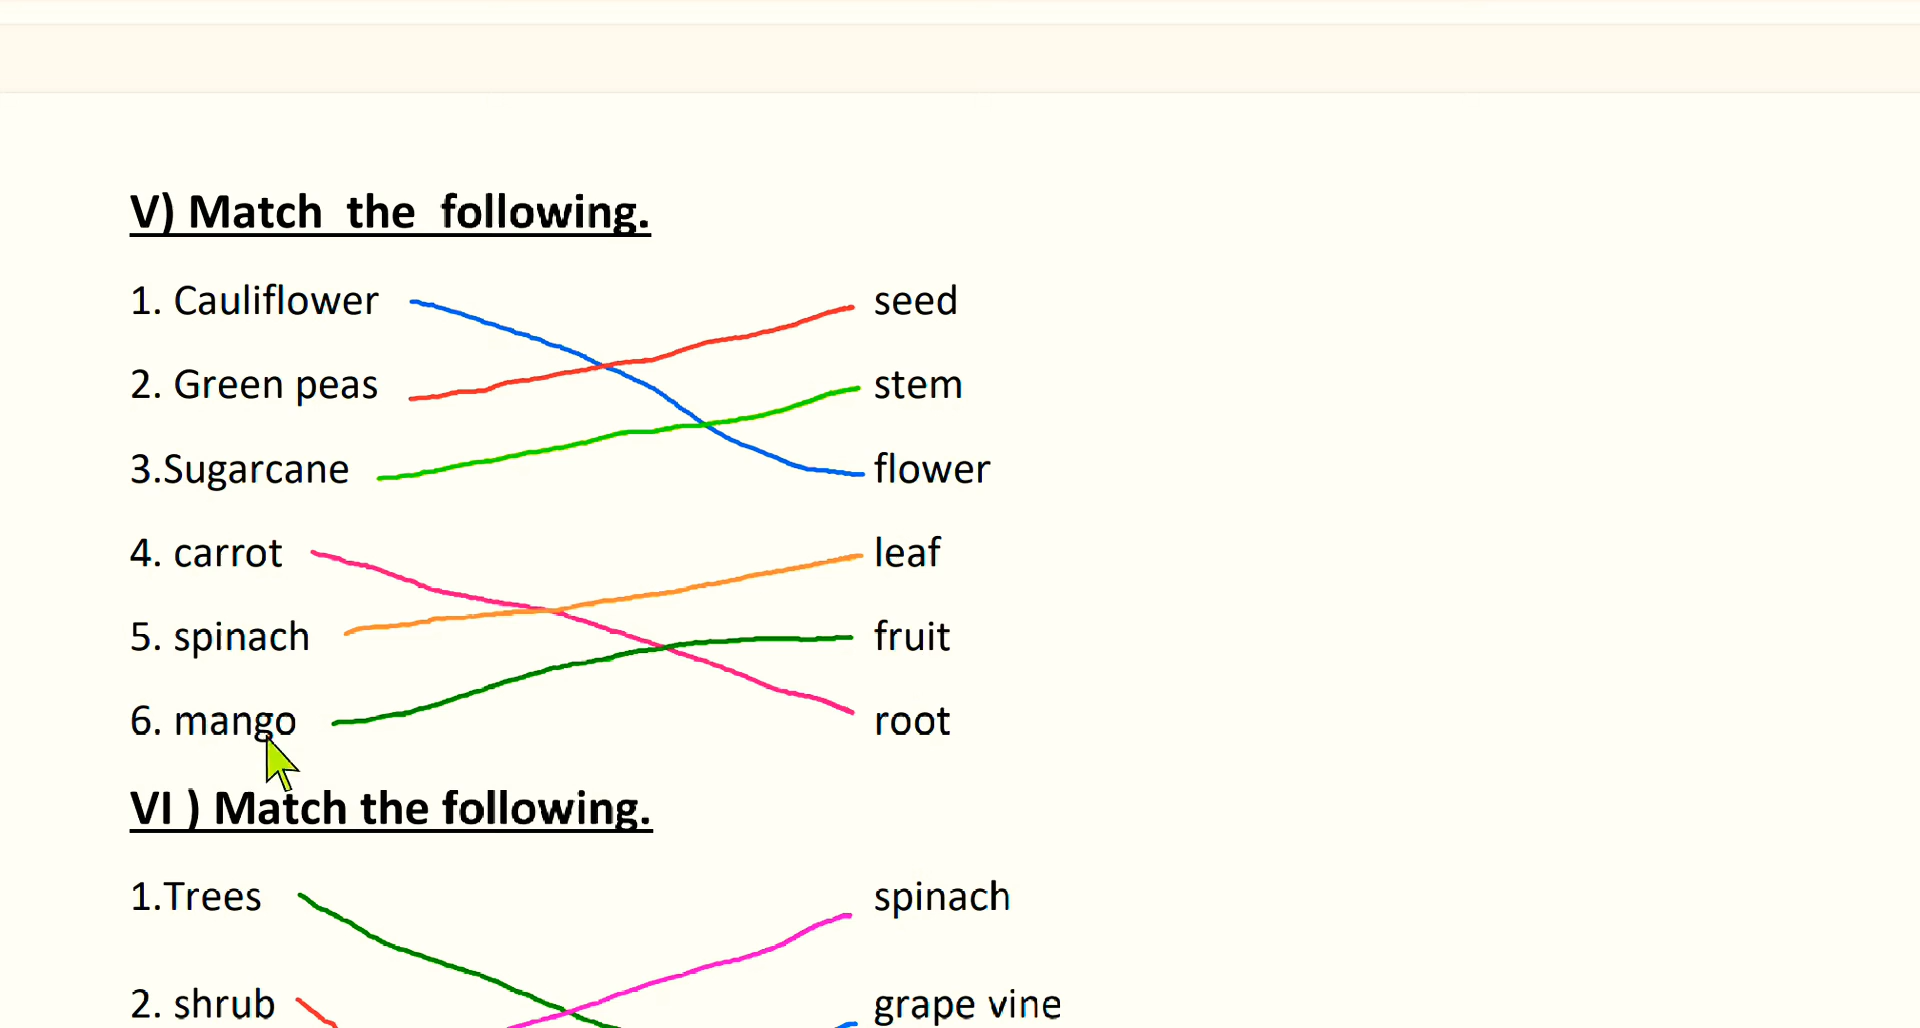 V) Match the following.
1. Cauliflower seed
2. Green peas stem
3.Sugarcane flower
4. carrot leaf
5. spinach fruit
6. mango root
VI ) Match the following.
1.Trees spinach
2. shrub grape vine